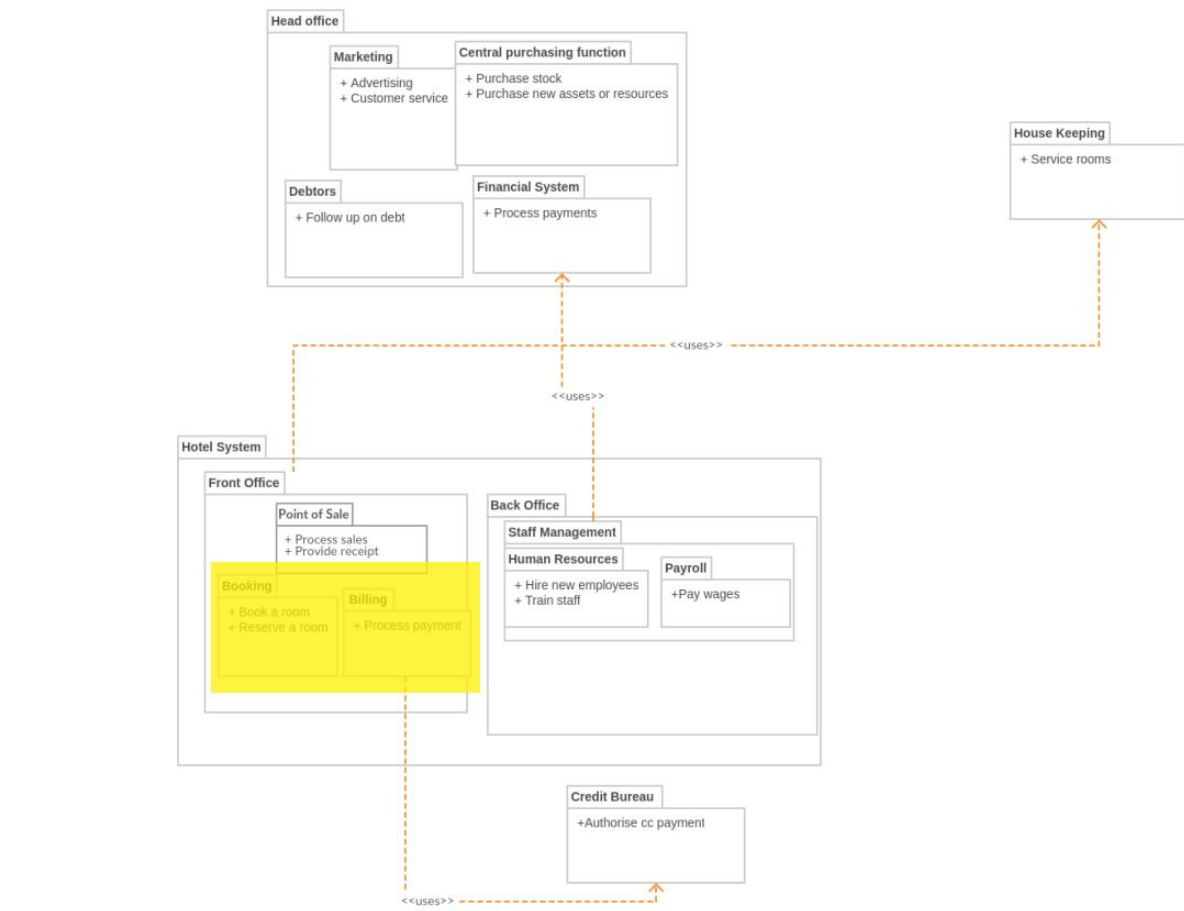 Head office
Marketing
+ Advertising
+ Customer service
Central purchasing function
+ Purchase stock
+ Purchase new assets or resources
Debtors
+ Follow up on debt
Financial System
+ Process payments
House Keeping
+ Service rooms
<<uses>>
<<uses>>
Hotel System
Front Office
Point of Sale
+ Process sales
+ Provide receipt
Booking
+ Book a room
+ Reserve a room
Billing
+ Process payment
Back Office
Staff Management
Human Resources
+ Hire new employees
+ Train staff
Payroll
+Pay wages
Credit Bureau
+Authorise cc payment
<<uses>>